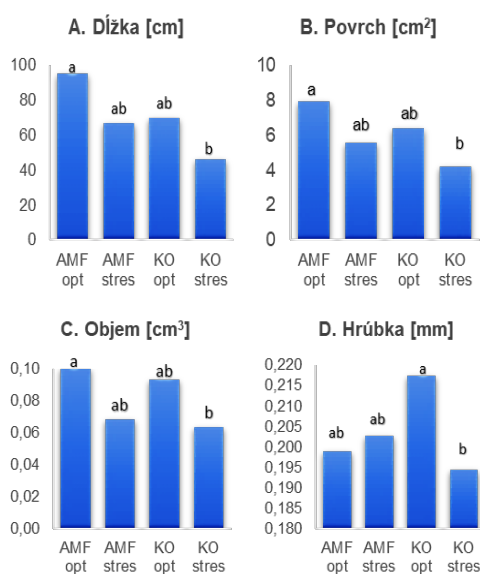 A. Dĺžka [cm]
100
80
60
40
20
0
a
ab
ab
b
AMF opt
AMF stres
KO opt
KO stres
B. Povrch [cm²]
10
8
6
4
2
0
a
ab
ab
b
AMF opt
AMF stres
KO opt
KO stres
C. Objem [cm³]
0,10
0,08
0,06
0,04
0,02
0,00
a
ab
ab
b
AMF opt
AMF stres
KO opt
KO stres
D. Hrúbka [mm]
0,220
0,215
0,210
0,205
0,200
0,195
0,190
0,185
0,180
ab
ab
a
b
AMF opt
AMF stres
KO opt
KO stres